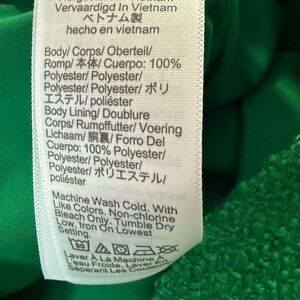 Vervaardigd in Vietnam
ベトナム製
hecho en vietnam
Body/ Corps/ Oberteil/
Romp/ 本体/ Cuerpo: 100%
Polyester/ Polyester/
Polyester/ Polyester/ ポリ
エステル/ poliéster
Body Lining/ Doublure
Corps/ Rumpffutter/ Voering
Lichaam/ 胴裏/ Forro Del
Cuerpo: 100% Polyester/
Polyester/ Polyester/
Polyester/ ポリエステル/
poliéster
Machine Wash Cold. With
Like Colors. Non-chlorine
Bleach Only. Tumble Dry
Low. Iron On Lowest
Setting.
30
Laver À La Machine À
L'eau Froide. Laver En
Séparant Les Couleurs